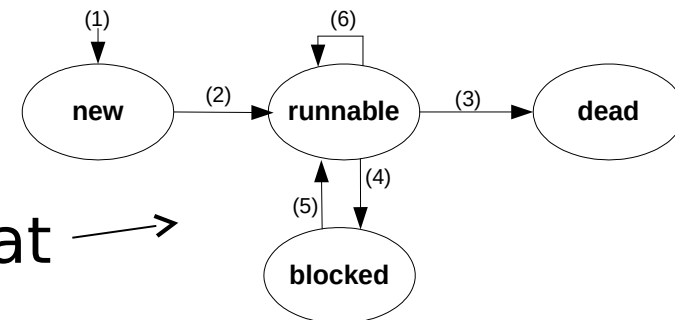 (1)
(6)
new
(2)
runnable
(3)
dead
(4)
(5)
at
blocked